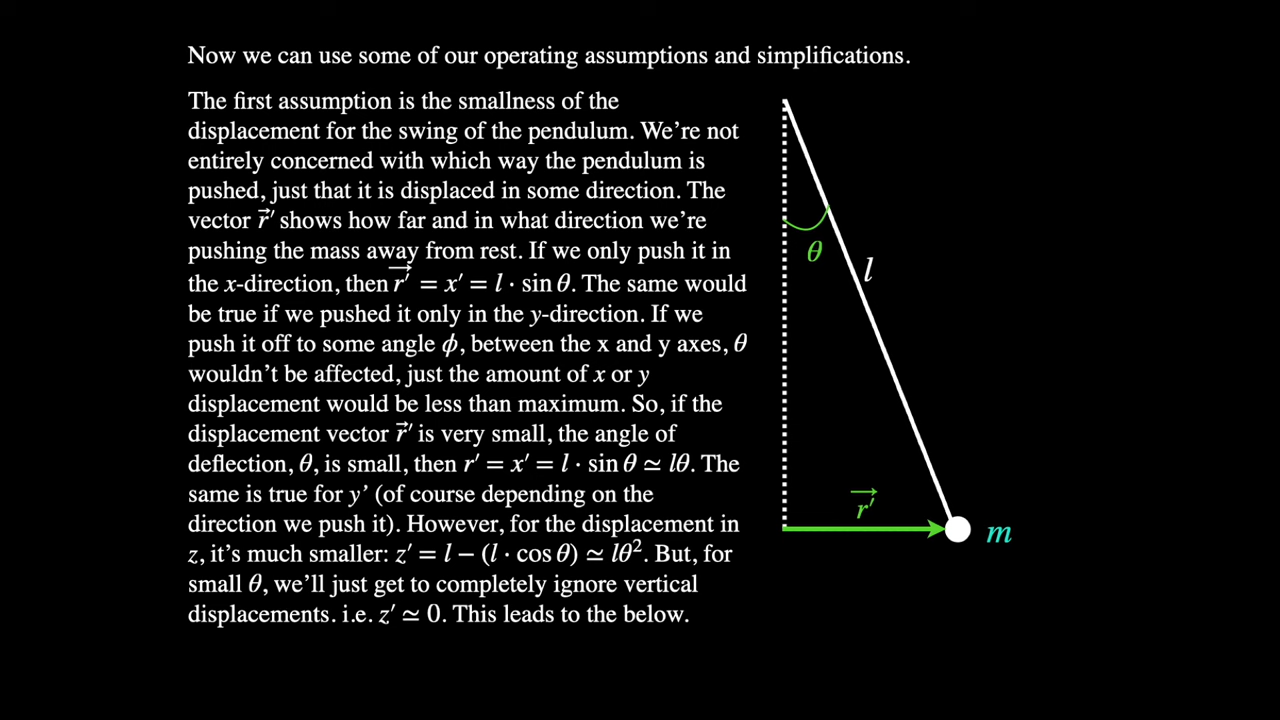 Now we can use some of our operating assumptions and simplifications.
The first assumption is the smallness of the
displacement for the swing of the pendulum. We’re not
entirely concerned with which way the pendulum is
pushed, just that it is displaced in some direction. The
vector r⃗′ shows how far and in what direction we’re
pushing the mass away from rest. If we only push it in
the x-direction, then r⃗′ = x′ = l · sin θ. The same would
be true if we pushed it only in the y-direction. If we
push it off to some angle ϕ, between the x and y axes, θ
wouldn’t be affected, just the amount of x or y
displacement would be less than maximum. So, if the
displacement vector r⃗′ is very small, the angle of
deflection, θ, is small, then r′ = x′ = l · sin θ ≃ lθ. The
same is true for y’ (of course depending on the
direction we push it). However, for the displacement in
z, it’s much smaller: z′ = l − (l · cos θ) ≃ lθ². But, for
small θ, we’ll just get to completely ignore vertical
displacements. i.e. z′ ≃ 0. This leads to the below.
θ
l
r⃗′
m